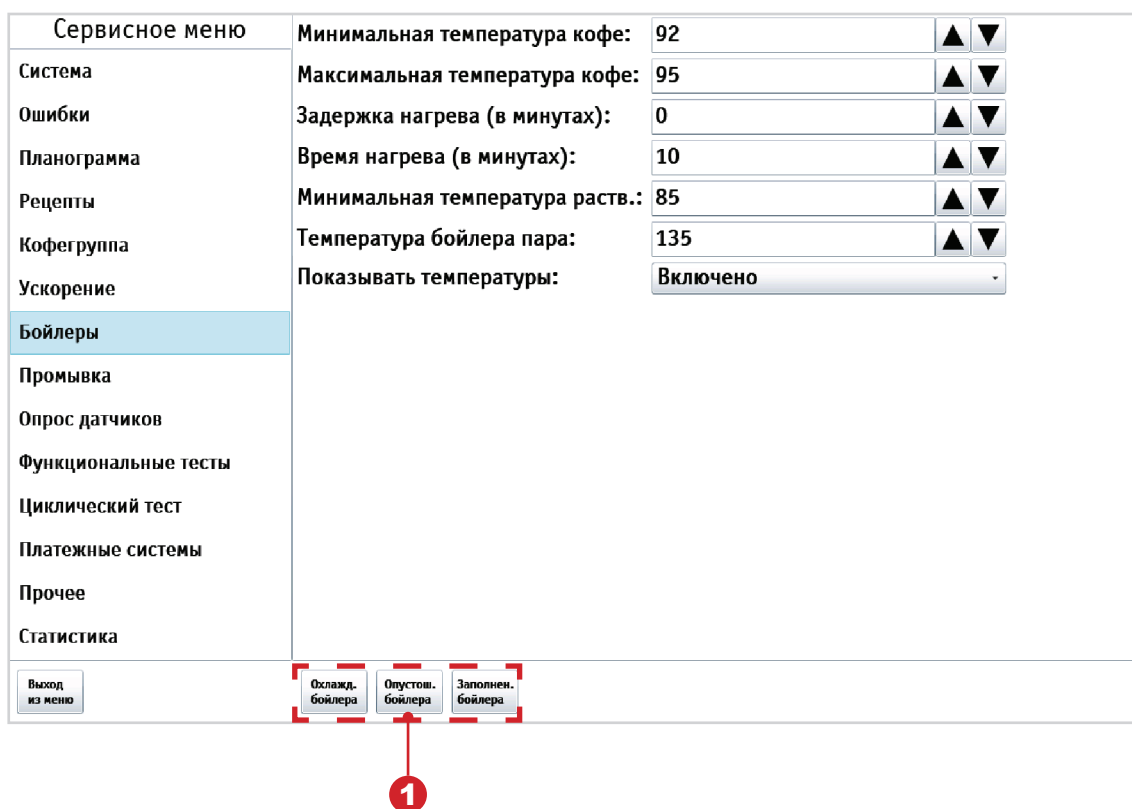 Сервисное меню
Система
Ошибки
Планограмма
Рецепты
Кофегруппа
Ускорение
Бойлеры
Промывка
Опрос датчиков
Функциональные тесты
Циклический тест
Платежные системы
Прочее
Статистика
Минимальная температура кофе: 92
Максимальная температура кофе: 95
Задержка нагрева (в минутах): 0
Время нагрева (в минутах): 10
Минимальная температура раств.: 85
Температура бойлера пара: 135
Показывать температуры: Включено
Выход
из меню
Охлажд.
бойлера
Опустош.
бойлера
Заполнен.
бойлера
1